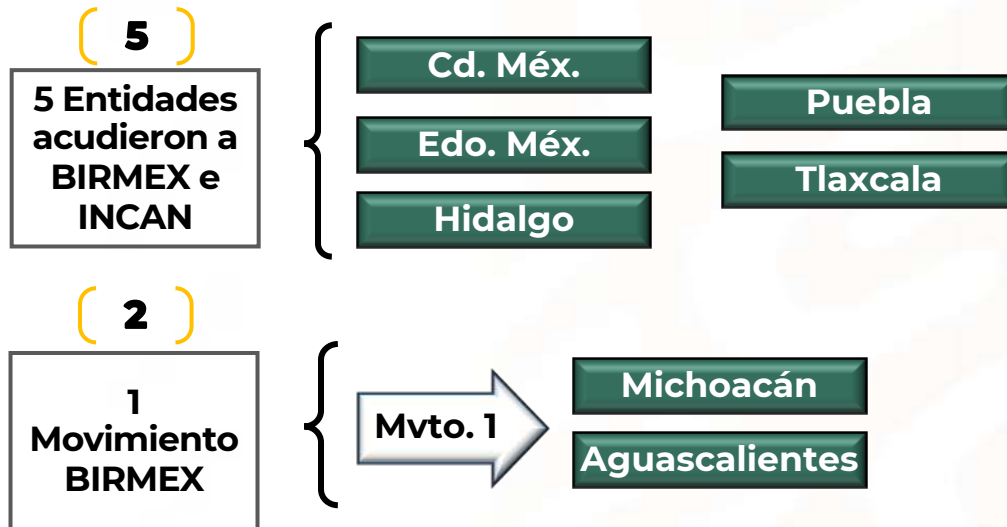 5
5 Entidades
acudieron a
BIRMEX e
INCAN
Cd. Méx.
Edo. Méx.
Hidalgo
Puebla
Tlaxcala
2
1
Movimiento
BIRMEX
Mvto. 1
Michoacán
Aguascalientes